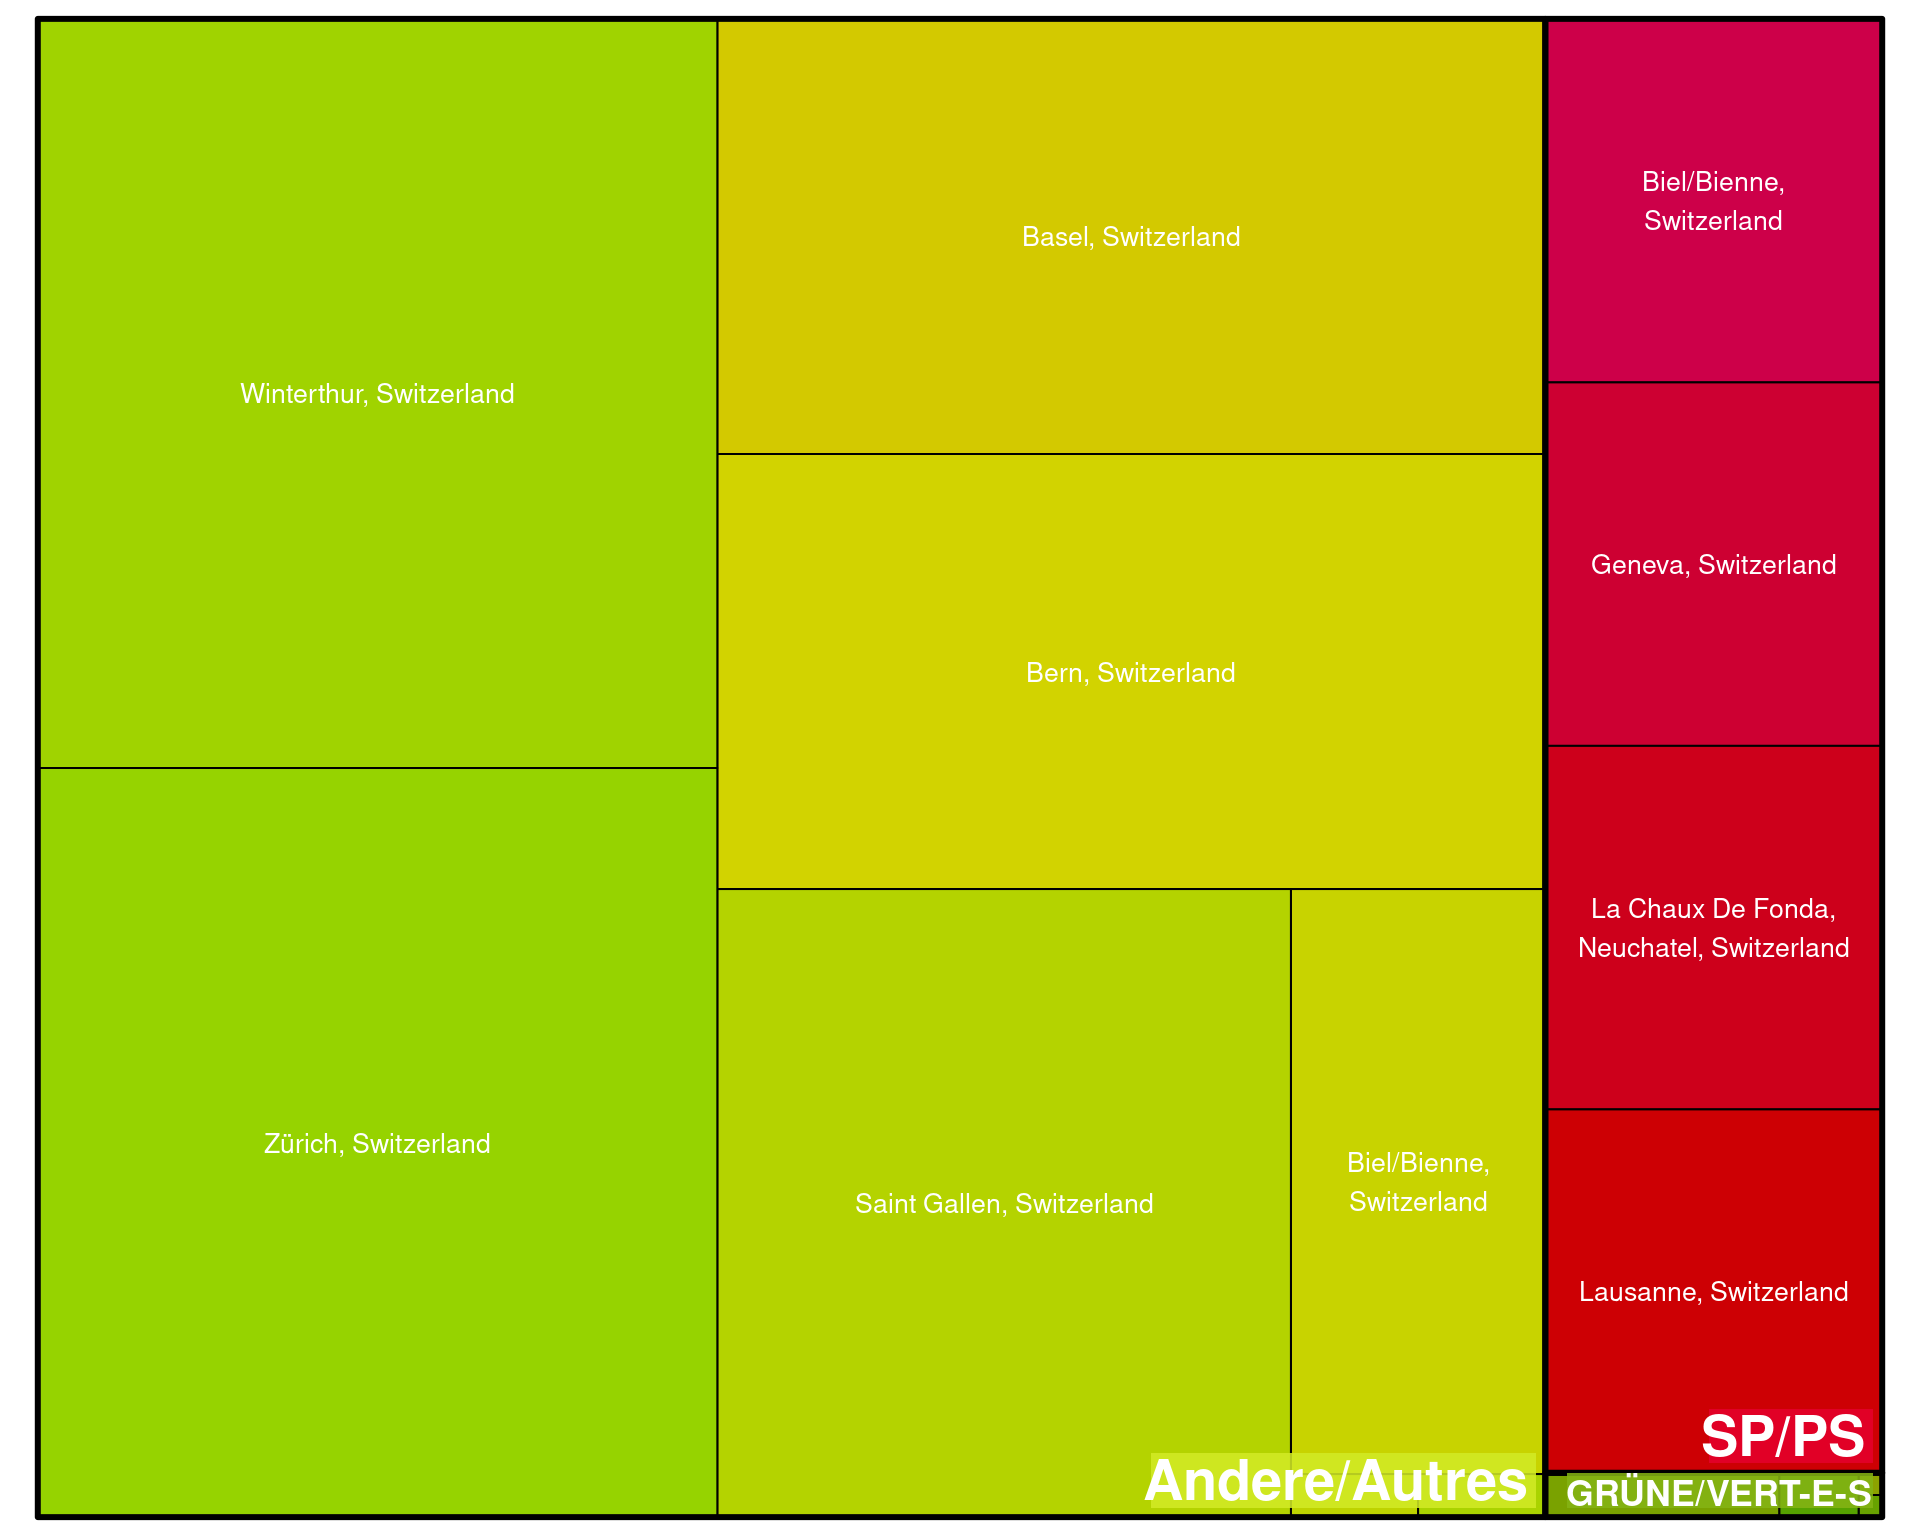 Winterthur, Switzerland
Zürich, Switzerland
Basel, Switzerland
Bern, Switzerland
Saint Gallen, Switzerland
Biel/Bienne,
Switzerland
Andere/Autres
Biel/Bienne,
Switzerland
Geneva, Switzerland
La Chaux De Fonda,
Neuchatel, Switzerland
Lausanne, Switzerland
SP/PS
GRÜNE/VERT-E-S